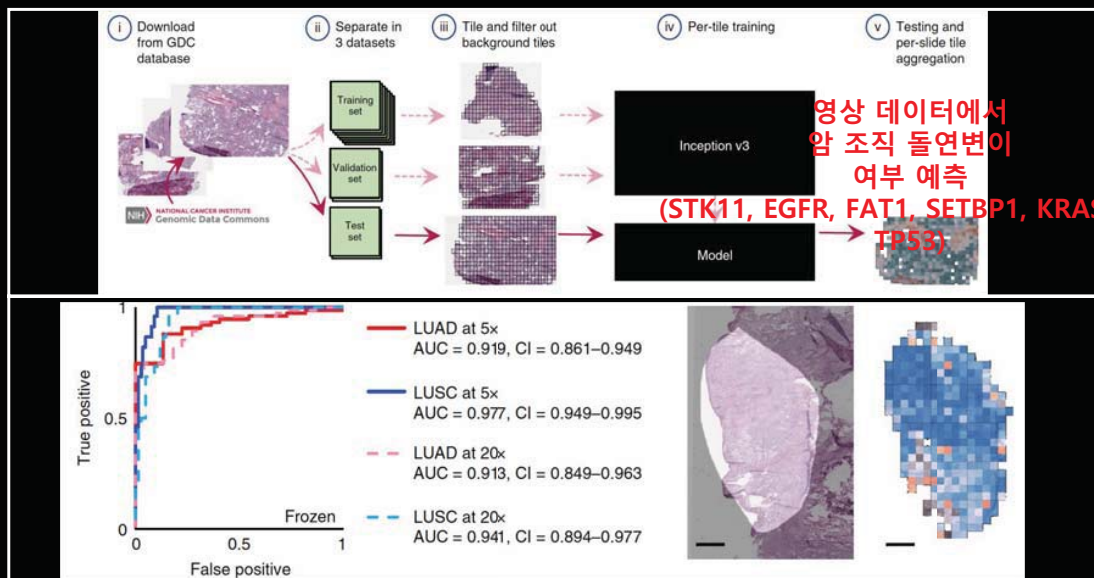 i Download
from GDC
database
ii Separate in
3 datasets
iii Tile and filter out
background tiles
iv Per-tile training
v Testing and
per-slide tile
aggregation
Training
set
Validation
set
Test
set
NIH NATIONAL CANCER INSTITUTE
Genomic Data Commons
Inception v3
Model
영상 데이터에서
암 조직 돌연변이
여부 예측
(STK11, EGFR, FAT1, SETBP1, KRAS
TP53)
1
0.5
0
True positive
0 0.5 1
False positive
Frozen
LUAD at 5×
AUC = 0.919, CI = 0.861–0.949
LUSC at 5×
AUC = 0.977, CI = 0.949–0.995
LUAD at 20×
AUC = 0.913, CI = 0.849–0.963
LUSC at 20×
AUC = 0.941, CI = 0.894–0.977